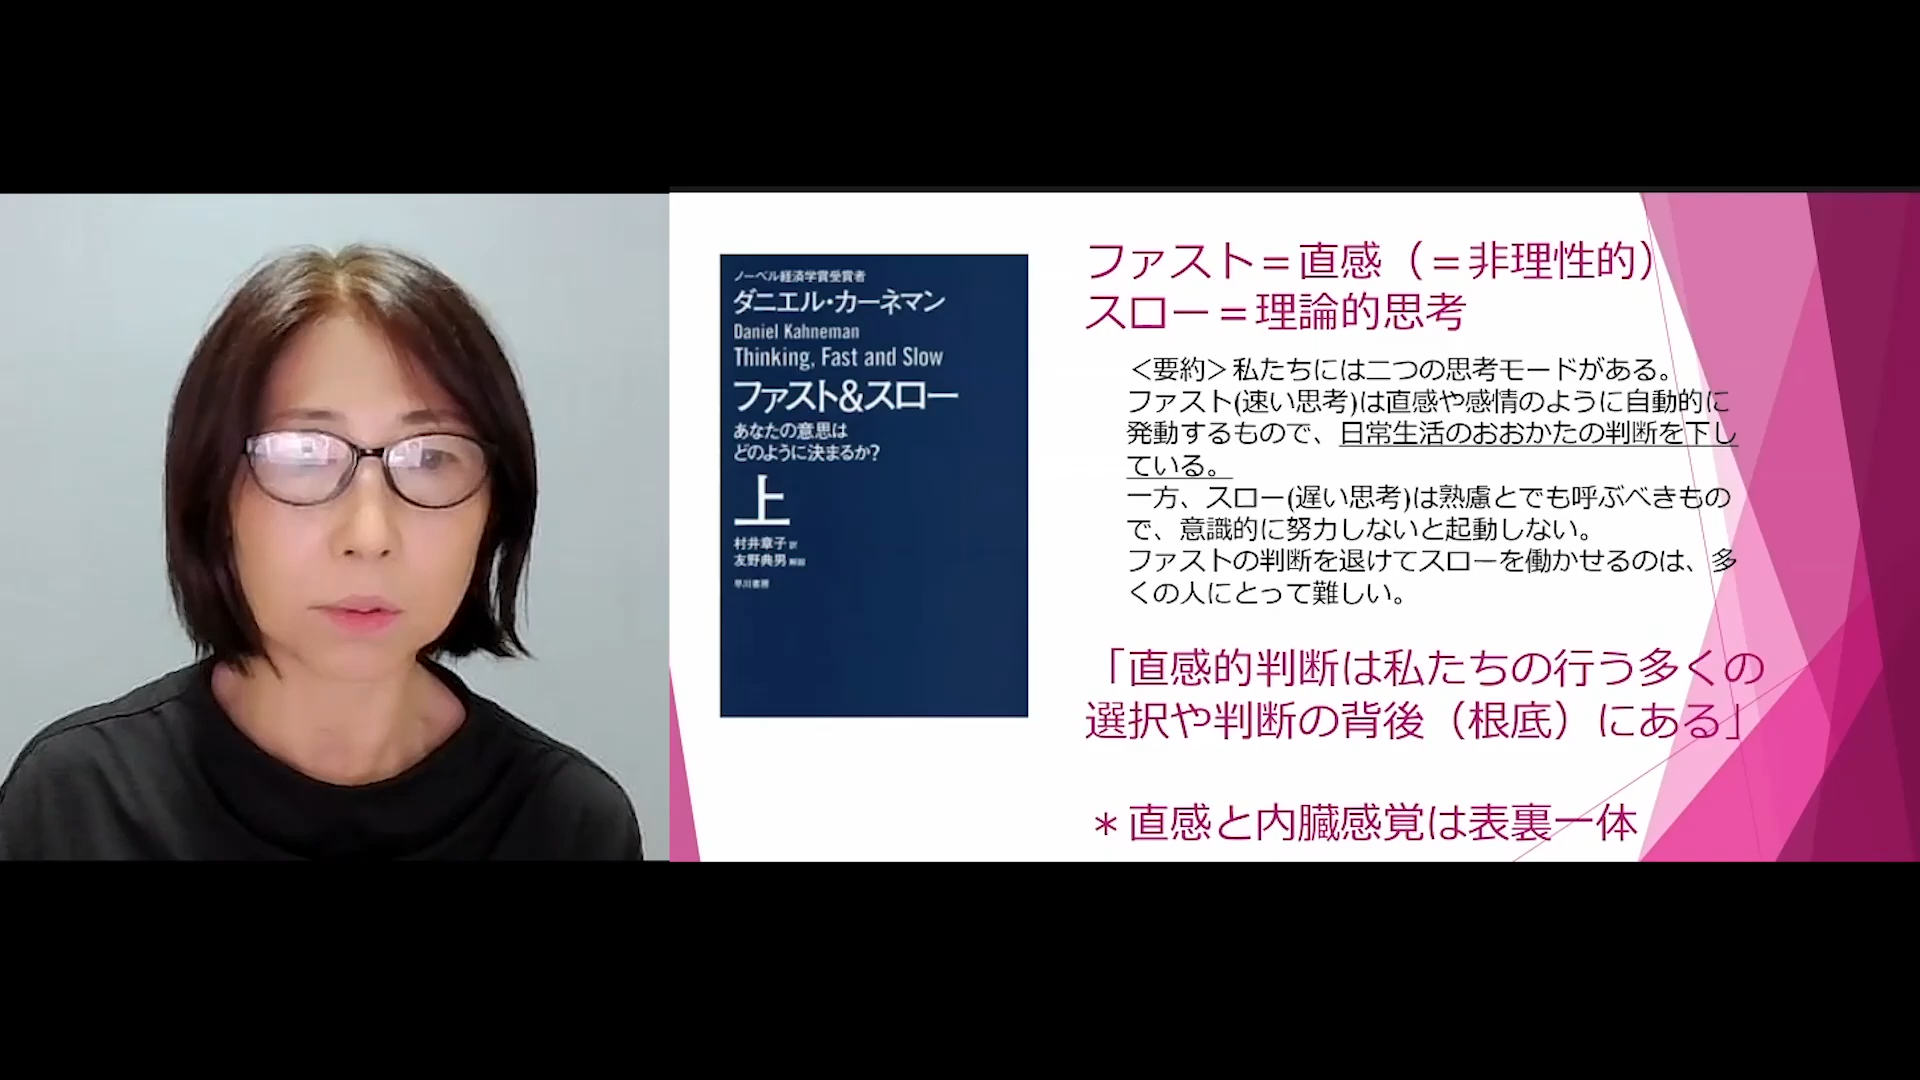 ノーベル経済学賞受賞者
ダニエル・カーネマン
Daniel Kahneman
Thinking, Fast and Slow
ファスト&スロー
あなたの意思は
どのように決まるか?
上
村井章子 訳
友野典男 解説
早川書房
ファスト＝直感（＝非理性的）
スロー＝理論的思考
＜要約＞私たちには二つの思考モードがある。
ファスト(速い思考)は直感や感情のように自動的に
発動するもので、日常生活のおおかたの判断を下し
ている。
一方、スロー(遅い思考)は熟慮とでも呼ぶべきもの
で、意識的に努力しないと起動しない。
ファストの判断を退けてスローを働かせるのは、多
くの人にとって難しい。
「直感的判断は私たちの行う多くの
選択や判断の背後（根底）にある」
＊直感と内臓感覚は表裏一体